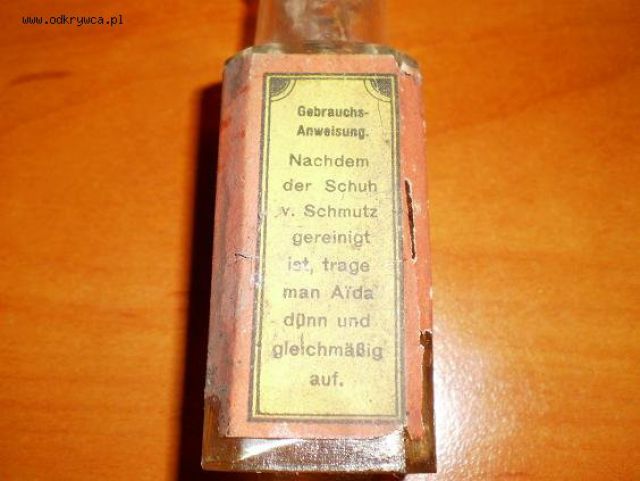 www.odkrywca.pl
Gebrauchs-
Anweisung.
Nachdem
der Schuh
v. Schmutz
gereinigt
ist, trage
man Aïda
dünn und
gleichmäßig
auf.